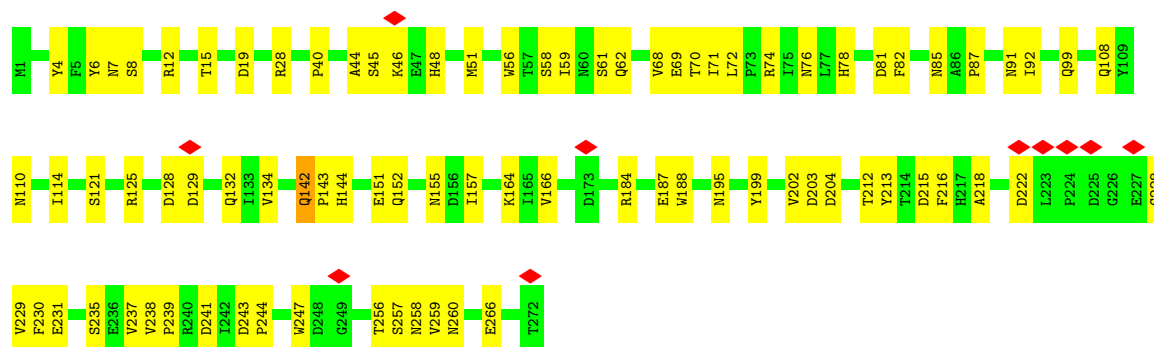 M1 Y4 F5 Y6 N7 S8 R12 T15 D19 R28 P40 A44 S45 K46 E47 H48 M51 W56 T57 S58 I59 N60 S61 Q62 V68 E69 T70 I71 L72 P73 R74 I75 N76 L77 H78 D81 F82 N85 A86 P87 N91 I92 Q99 Q108 Y109
N110 I114 S121 R125 D128 D129 Q132 I133 V134 Q142 P143 H144 E151 Q152 N155 D156 I157 K164 I165 V166 D173 R184 E187 W188 N195 Y199 V202 D203 D204 T212 Y213 T214 D215 F216 H217 A218 D222 L223 P224 D225 G226 E227
V229 F230 E231 S235 E236 V237 V238 P239 R240 D241 I242 D243 P244 W247 D248 G249 T256 S257 N258 V259 N260 E266 T272